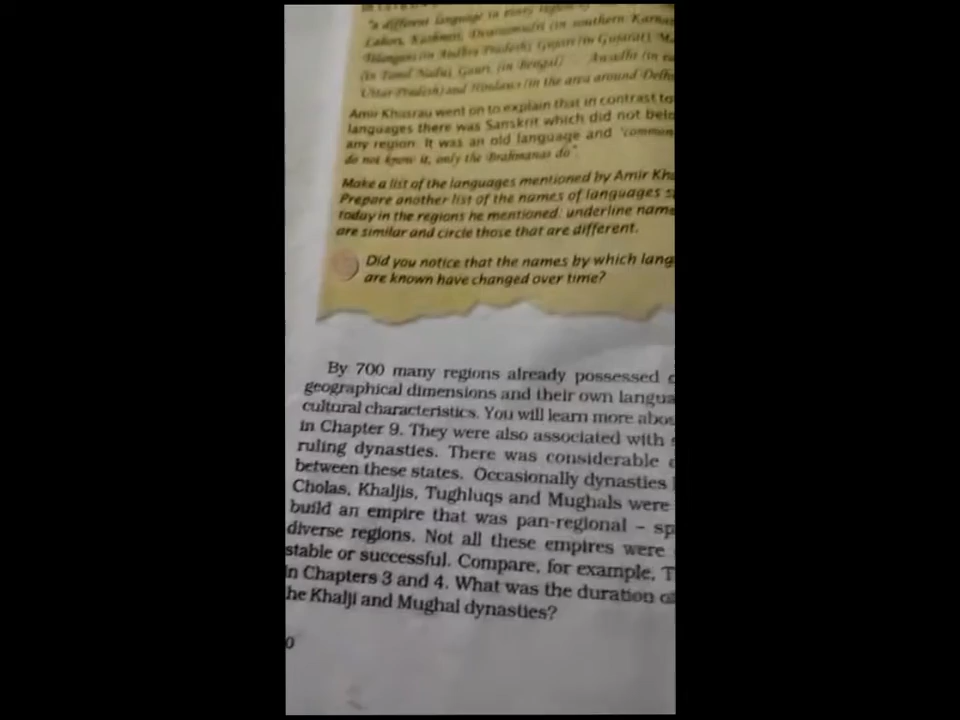 "a different language in every region
Lahori, Kashmiri, Dvarsamudri (in southern Karna
Telangana (in Andhra Pradesh), Gujari (in Gujarat), Ma
(in Tamil Nadu), Gauri, (in Bengal) Awadhi (in ea
Uttar Pradesh) and Hindawi (in the area around Delh
Amir Khusrau went on to explain that in contrast to
languages there was Sanskrit which did not belo
any region. It was an old language and "common
do not know it, only the Brahmanas do".
Make a list of the languages mentioned by Amir Khu
Prepare another list of the names of languages s
today in the regions he mentioned: underline name
are similar and circle those that are different.
Did you notice that the names by which lang
are known have changed over time?
By 700 many regions already possessed
geographical dimensions and their own langua
cultural characteristics. You will learn more abou
in Chapter 9. They were also associated with s
ruling dynasties. There was considerable
between these states. Occasionally dynasties
Cholas, Khaljis, Tughluqs and Mughals were
build an empire that was pan-regional – sp
diverse regions. Not all these empires were
stable or successful. Compare, for example, T
in Chapters 3 and 4. What was the duration of
he Khalji and Mughal dynasties?
0